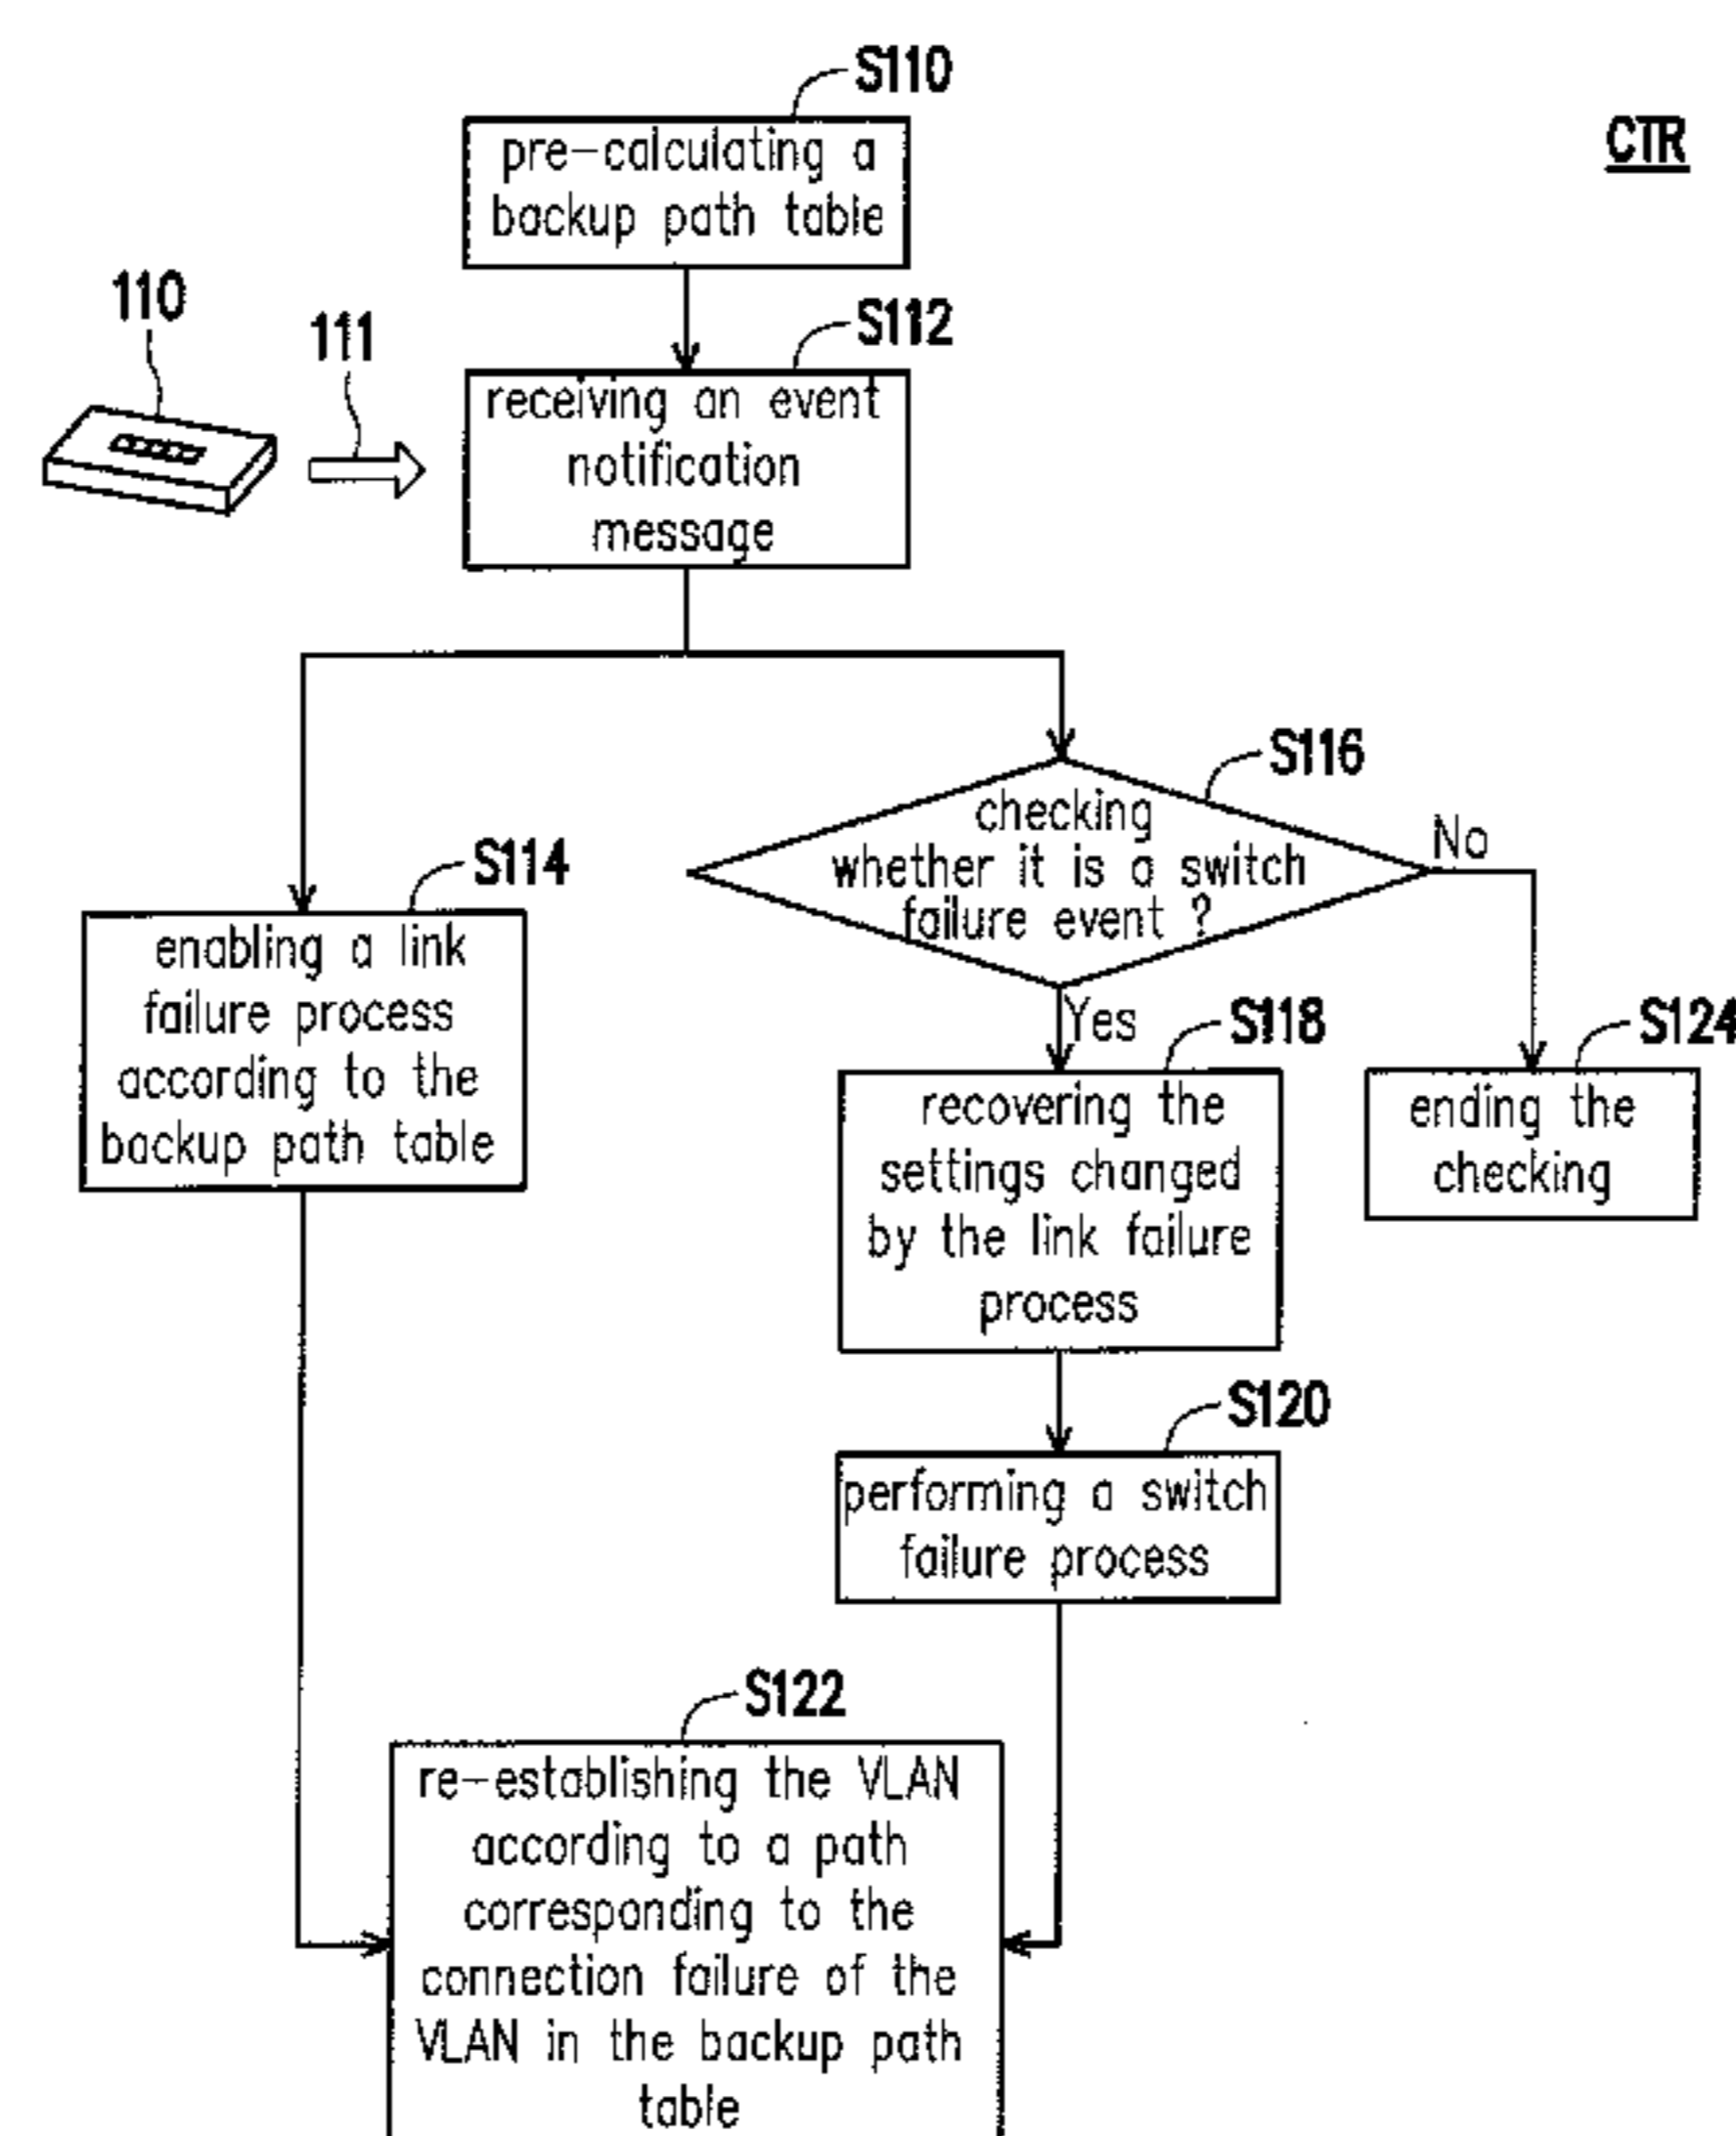 S110
CTR
pre-calculating a
backup path table
110
111
S112
receiving an event
notification
message
S116
checking
whether it is a switch
failure event ?
No
S114
enabling a link
failure process
according to the
backup path table
Yes
S118
recovering the
settings changed
by the link failure
process
S124
ending the
checking
S120
performing a switch
failure process
S122
re-establishing the VLAN
according to a path
corresponding to the
connection failure of the
VLAN in the backup path
table